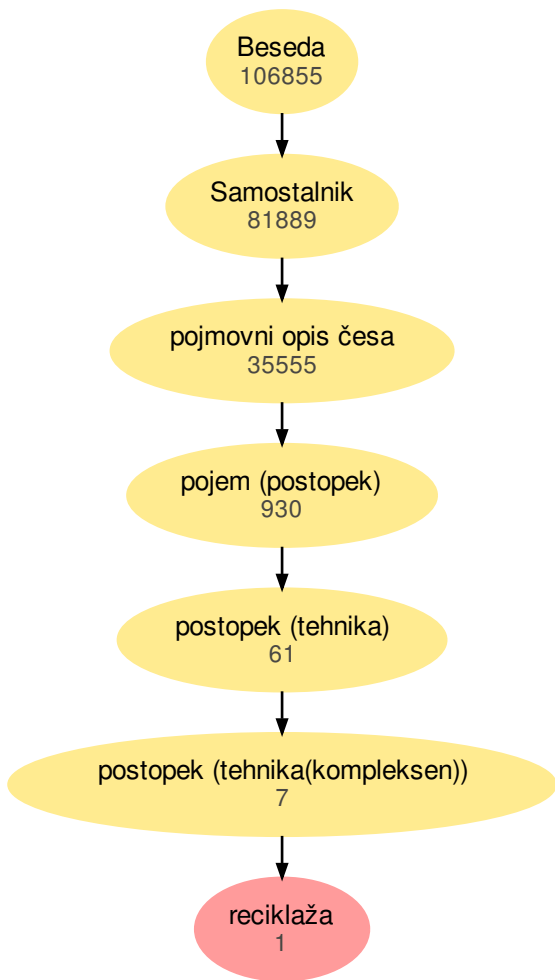 Beseda
106855
Samostalnik
81889
pojmovni opis česa
35555
pojem (postopek)
930
postopek (tehnika)
61
postopek (tehnika(kompleksen))
7
reciklaža
1